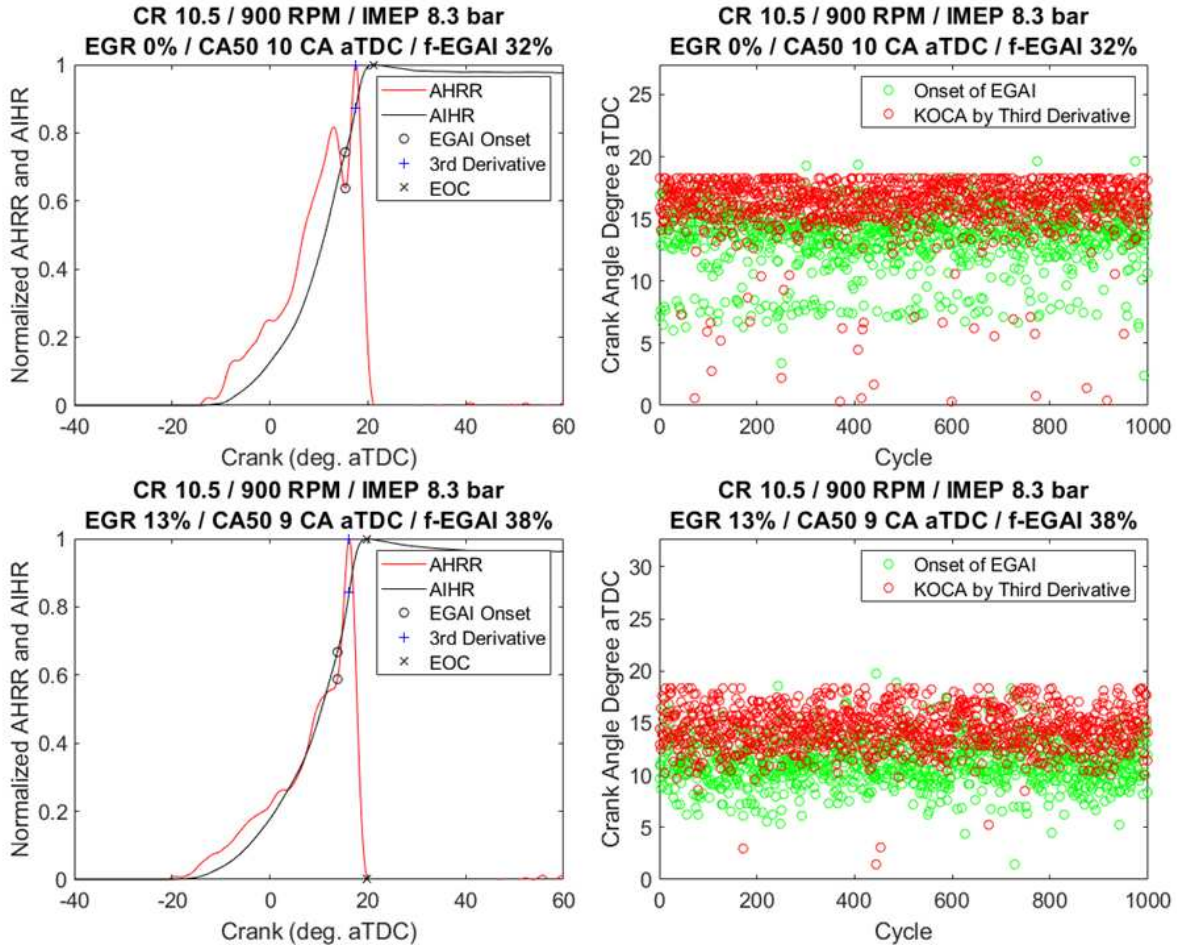 CR 10.5 / 900 RPM / IMEP 8.3 bar
EGR 0% / CA50 10 CA aTDC / f-EGAI 32%
1
0.8
0.6
0.4
0.2
0
Normalized AHRR and AIHR
AHRR
AIHR
EGAI Onset
3rd Derivative
EOC
-40
-20
0
20
40
60
Crank (deg. aTDC)
CR 10.5 / 900 RPM / IMEP 8.3 bar
EGR 0% / CA50 10 CA aTDC / f-EGAI 32%
25
20
15
10
5
0
Crank Angle Degree aTDC
Onset of EGAI
KOCA by Third Derivative
0
200
400
600
800
1000
Cycle
CR 10.5 / 900 RPM / IMEP 8.3 bar
EGR 13% / CA50 9 CA aTDC / f-EGAI 38%
1
0.8
0.6
0.4
0.2
0
Normalized AHRR and AIHR
AHRR
AIHR
EGAI Onset
3rd Derivative
EOC
-40
-20
0
20
40
60
Crank (deg. aTDC)
CR 10.5 / 900 RPM / IMEP 8.3 bar
EGR 13% / CA50 9 CA aTDC / f-EGAI 38%
30
25
20
15
10
5
0
Crank Angle Degree aTDC
Onset of EGAI
KOCA by Third Derivative
0
200
400
600
800
1000
Cycle